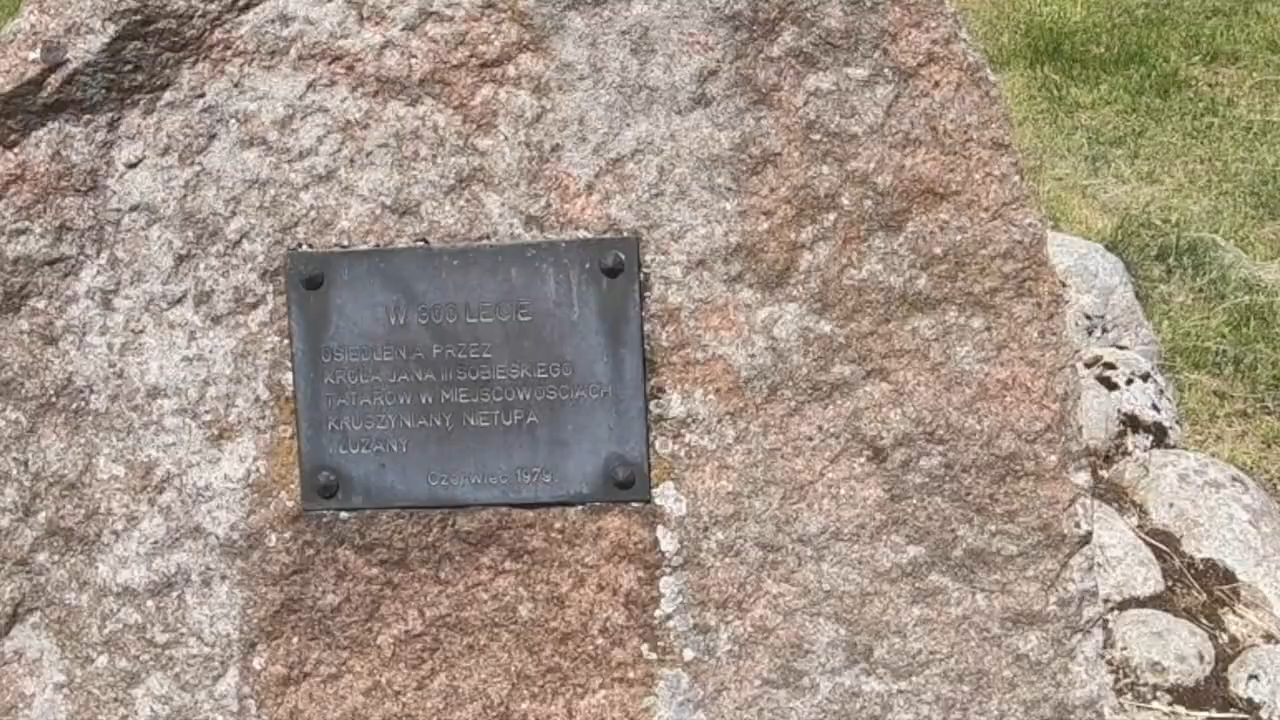 W 300 LECIE
OSIEDLENIA PRZEZ
KRÓLA JANA III SOBIESKIEGO
TATARÓW W MIEJSCOWOŚCIACH
KRUSZYNIANY, NIETUPA
I ŁUŻANY
Czerwiec 1979